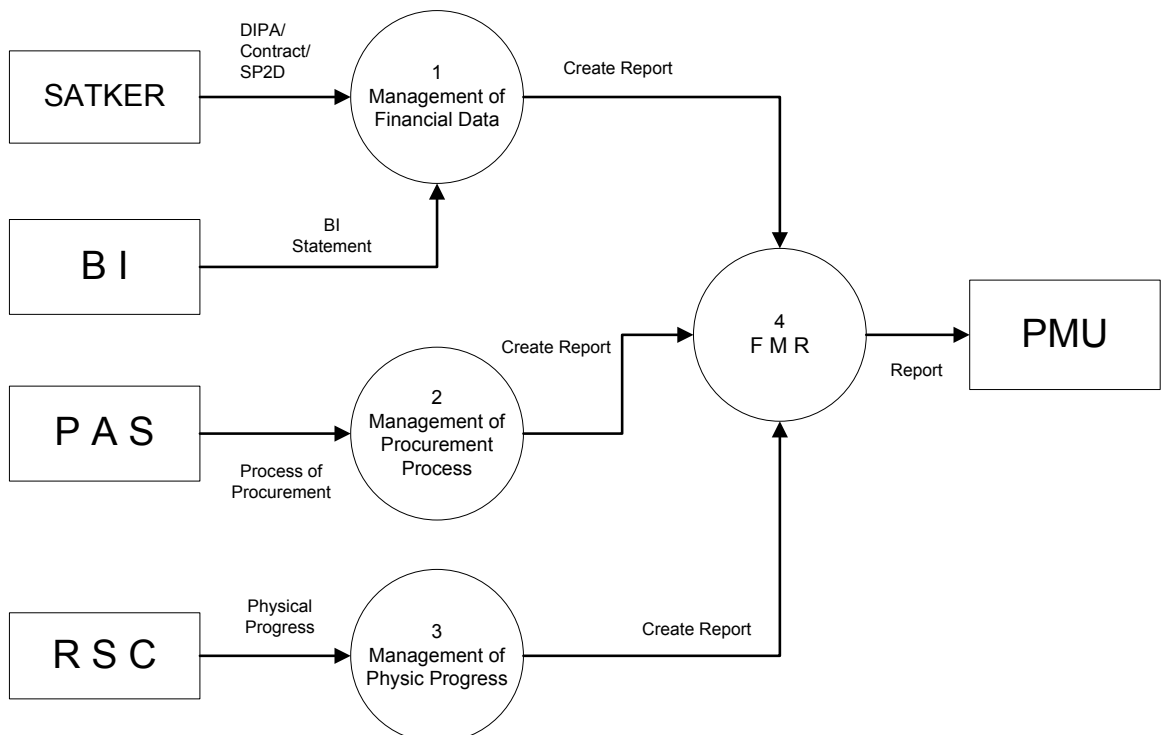 DIPA/
Contract/
SP2D
SATKER
1
Management of
Financial Data
Create Report
B I
BI
Statement
4
F M R
PMU
Report
Create Report
P A S
2
Management of
Procurement
Process
Process of
Procurement
R S C
Physical
Progress
3
Management of
Physic Progress
Create Report